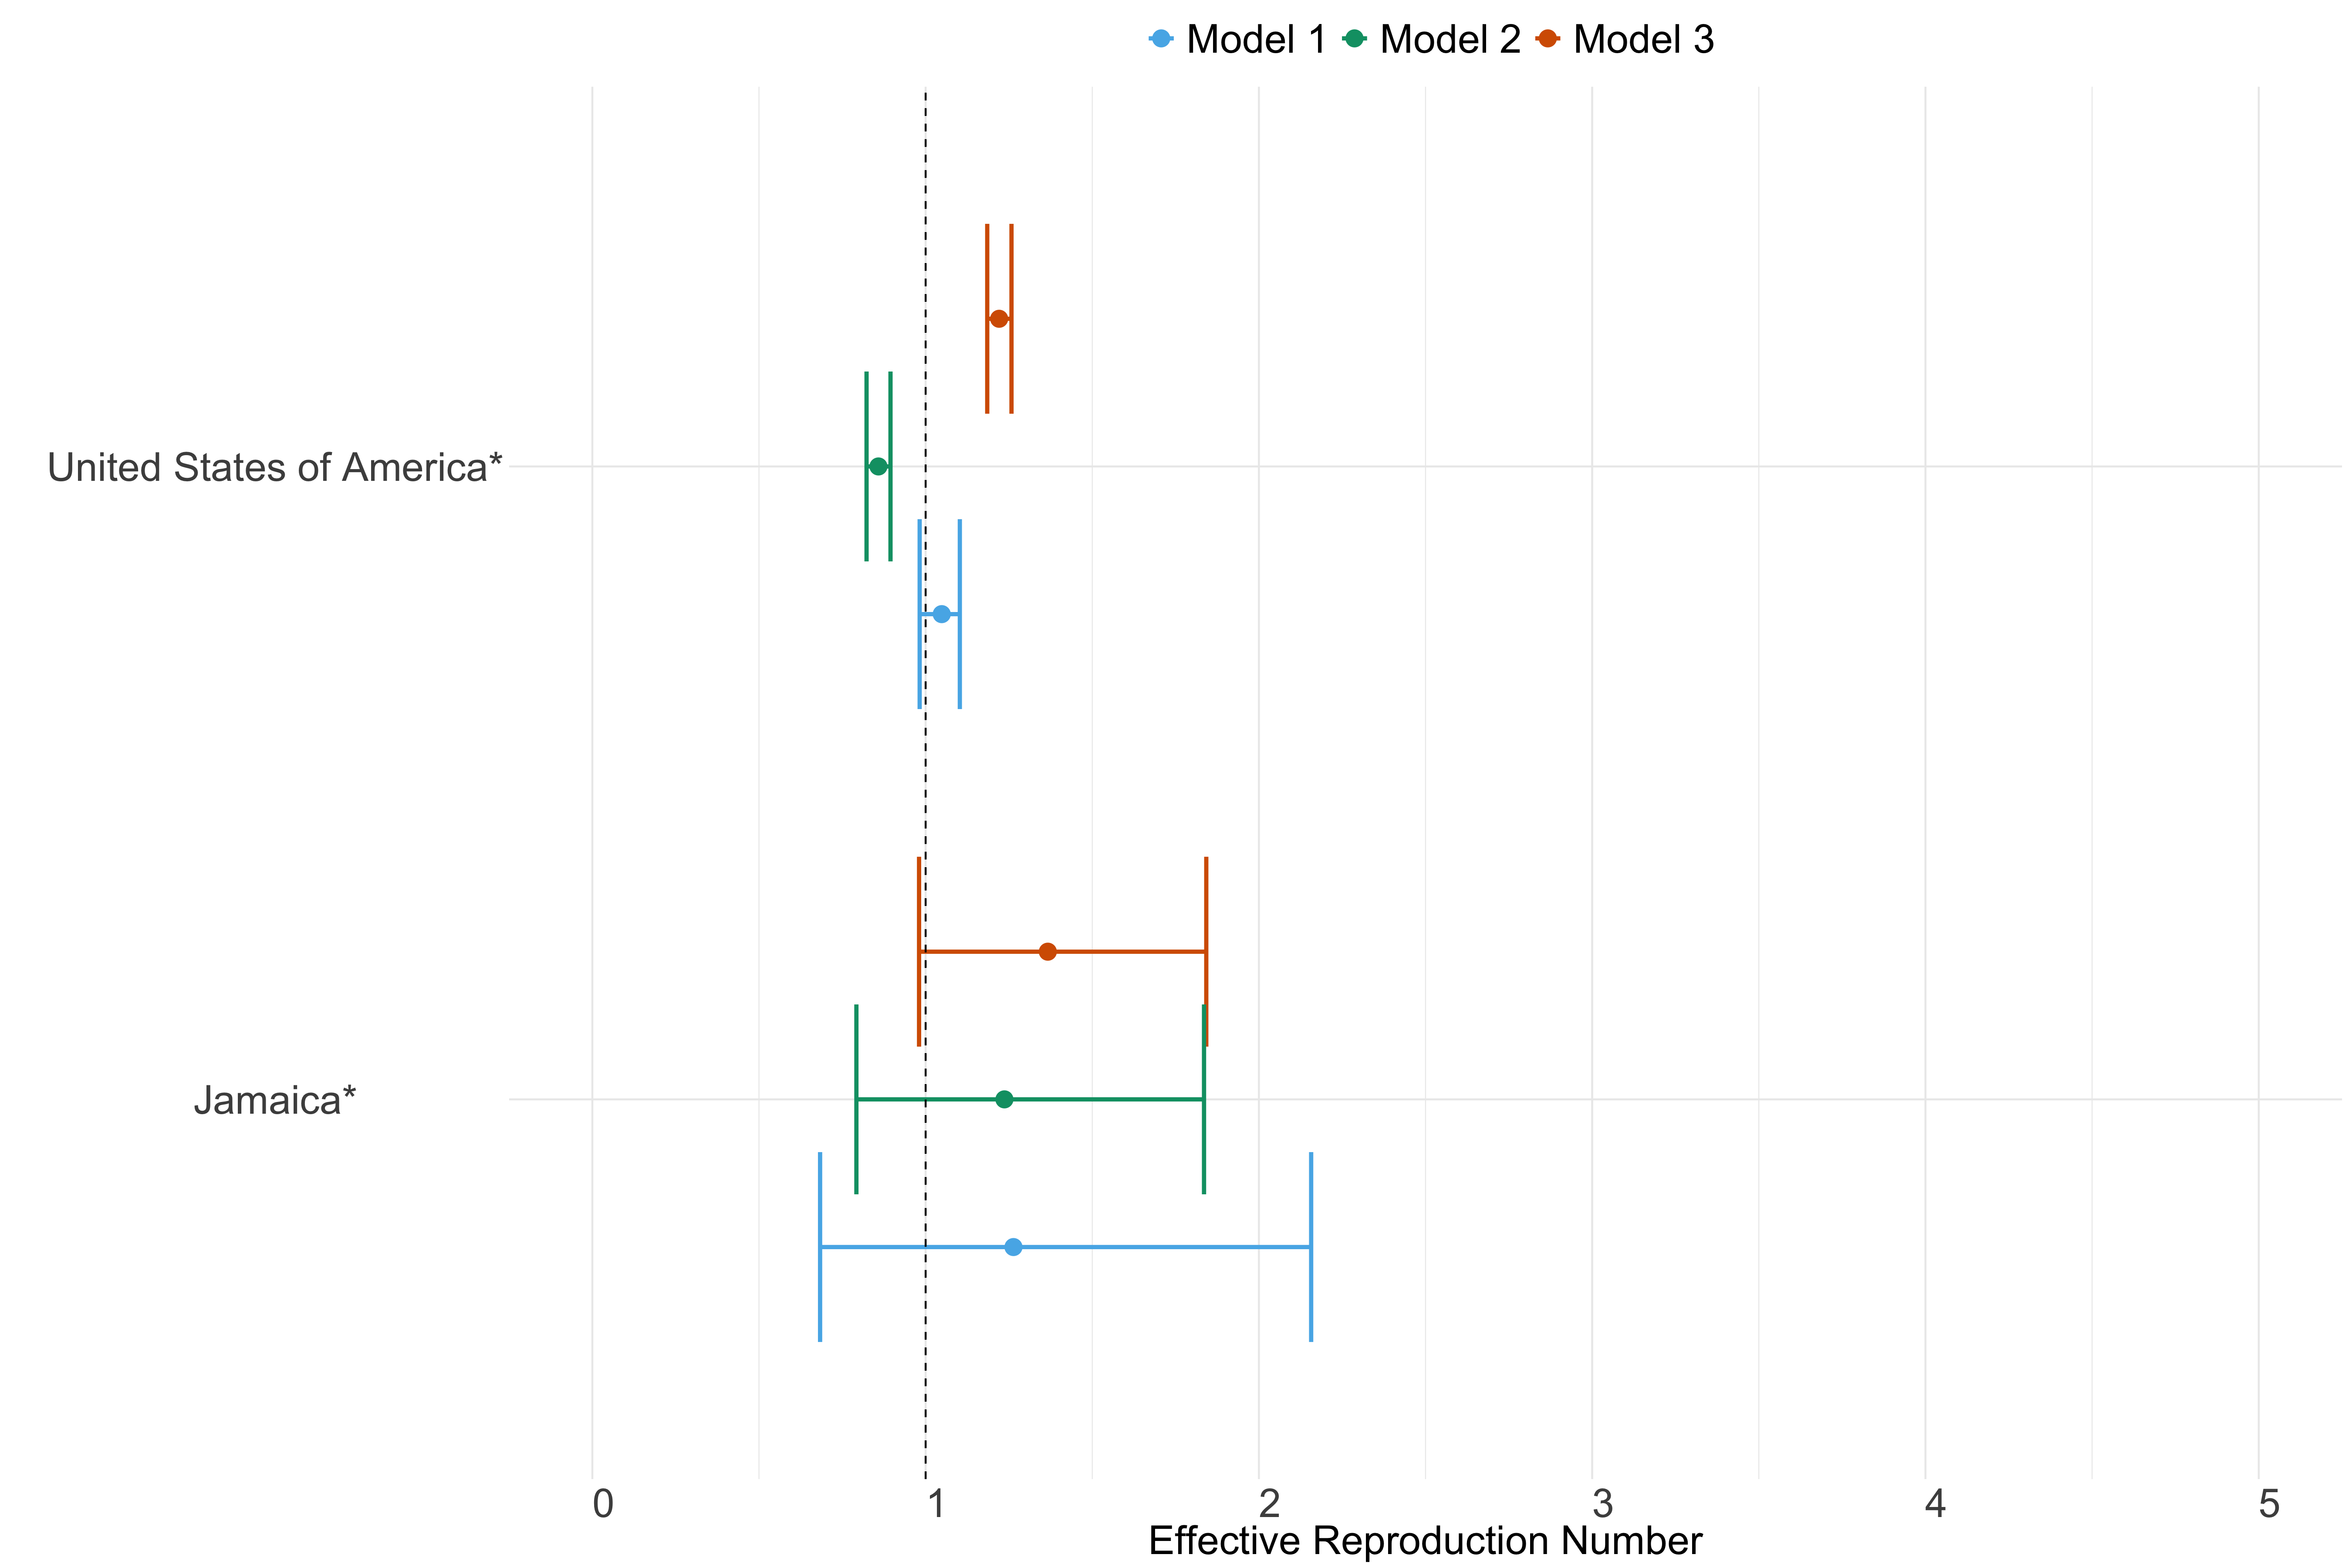 Model 1 Model 2 Model 3
United States of America*
Jamaica*
0 1 2 3 4 5
Effective Reproduction Number